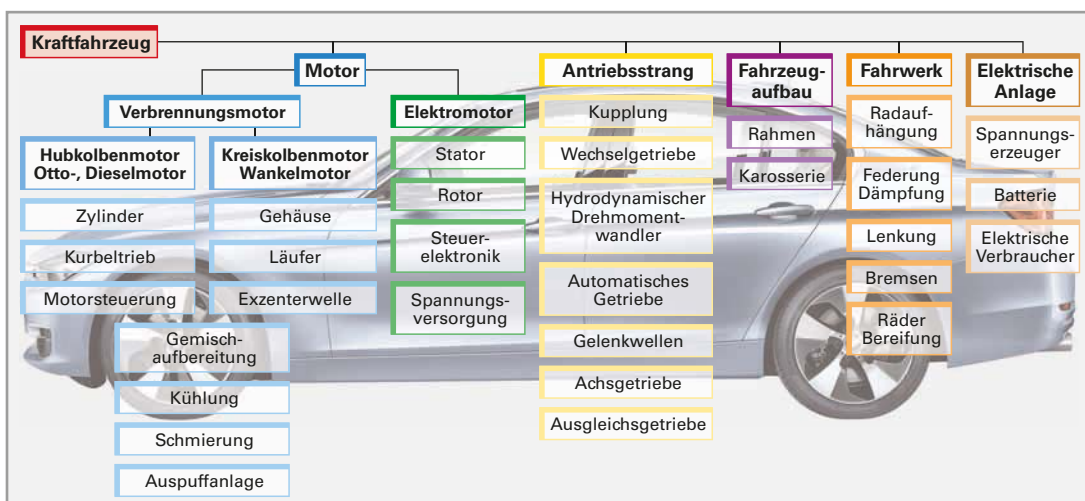 Kraftfahrzeug
Motor
Verbrennungsmotor
Hubkolbenmotor
Otto-, Dieselmotor
Zylinder
Kurbeltrieb
Motorsteuerung
Kreiskolbenmotor
Wankelmotor
Gehäuse
Läufer
Exzenterwelle
Gemisch-
aufbereitung
Kühlung
Schmierung
Auspuffanlage
Elektromotor
Stator
Rotor
Steuer-
elektronik
Spannungs-
versorgung
Antriebsstrang
Kupplung
Wechselgetriebe
Hydrodynamischer
Drehmoment-
wandler
Automatisches
Getriebe
Gelenkwellen
Achsgetriebe
Ausgleichsgetriebe
Fahrzeug-
aufbau
Rahmen
Karosserie
Fahrwerk
Radauf-
hängung
Federung
Dämpfung
Lenkung
Bremsen
Räder
Bereifung
Elektrische
Anlage
Spannungs-
erzeuger
Batterie
Elektrische
Verbraucher